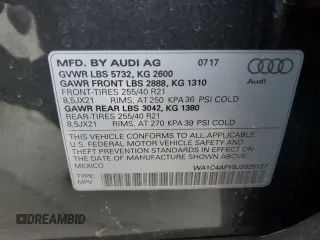 MFD. BY AUDI AG 0717
GVWR LBS 5732, KG 2600
GAWR FRONT LBS 2888, KG 1310
FRONT-TIRES 255/40 R21
8,5JX21 RIMS, AT 250 KPA 36 PSI COLD
GAWR REAR LBS 3042, KG 1380
REAR-TIRES 255/40 R21
8,5JX21 RIMS, AT 270 KPA 39 PSI COLD
Audi
THIS VEHICLE CONFORMS TO ALL APPLICABLE
U.S. FEDERAL MOTOR VEHICLE SAFETY AND
THEFT PREVENTION STANDARDS IN EFFECT ON
THE DATE OF MANUFACTURE SHOWN ABOVE.
TYPE:
MPV
MEXICO
DREAMBID
DREAMBID.COM